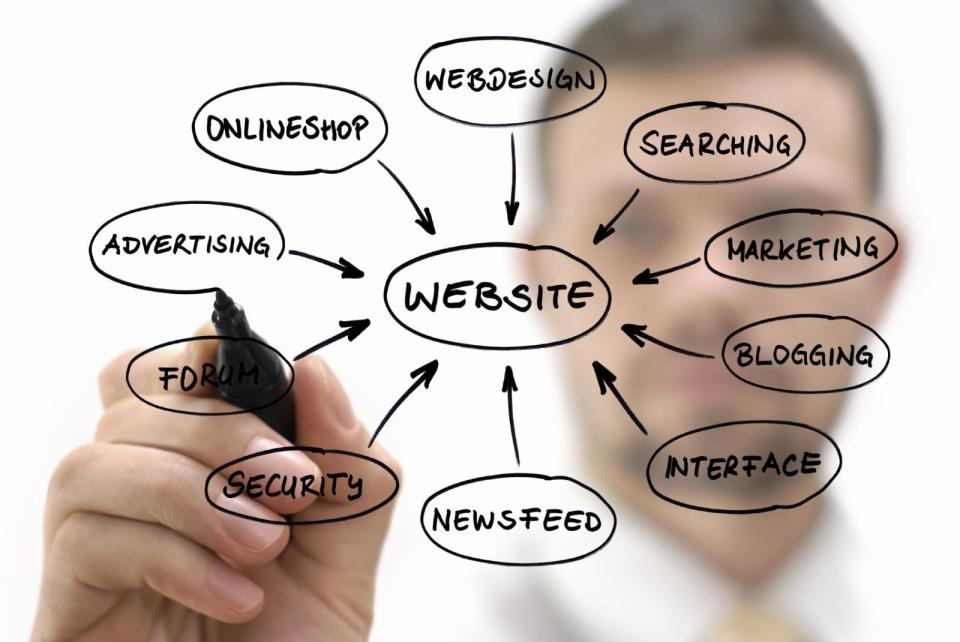 WEBDESIGN
ONLINESHOP
SEARCHING
ADVERTISING
MARKETING
WEBSITE
FORUM
BLOGGING
SECURITY
INTERFACE
NEWSFEED